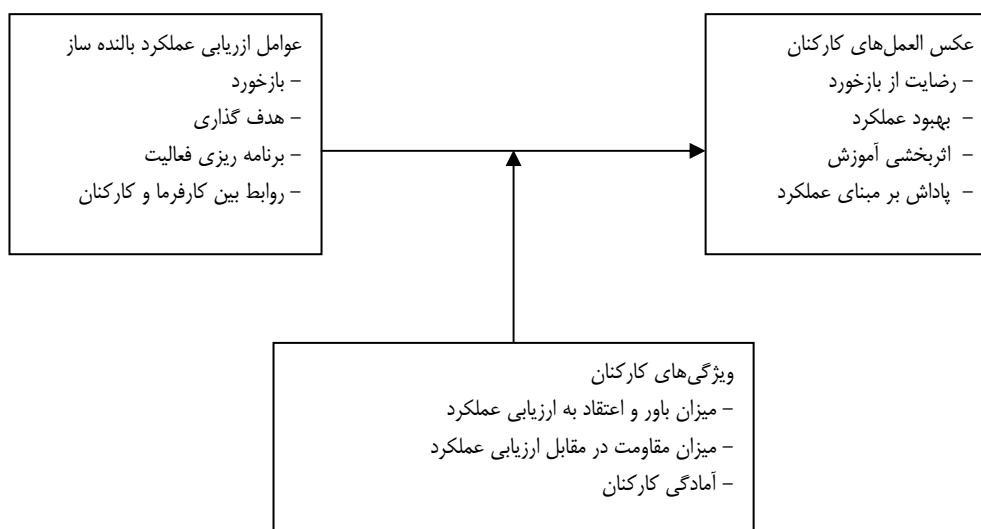 عوامل ازریابی عملکرد بالنده ساز
- بازخورد
- هدف گذاری
- برنامه ریزی فعالیت
- روابط بین کارفرما و کارکنان
عکس العمل‌های کارکنان
- رضایت از بازخورد
- بهبود عملکرد
- اثربخشی آموزش
- پاداش بر مبنای عملکرد
ویژگی‌های کارکنان
- میزان باور و اعتقاد به ارزیابی عملکرد
- میزان مقاومت در مقابل ارزیابی عملکرد
- آمادگی کارکنان